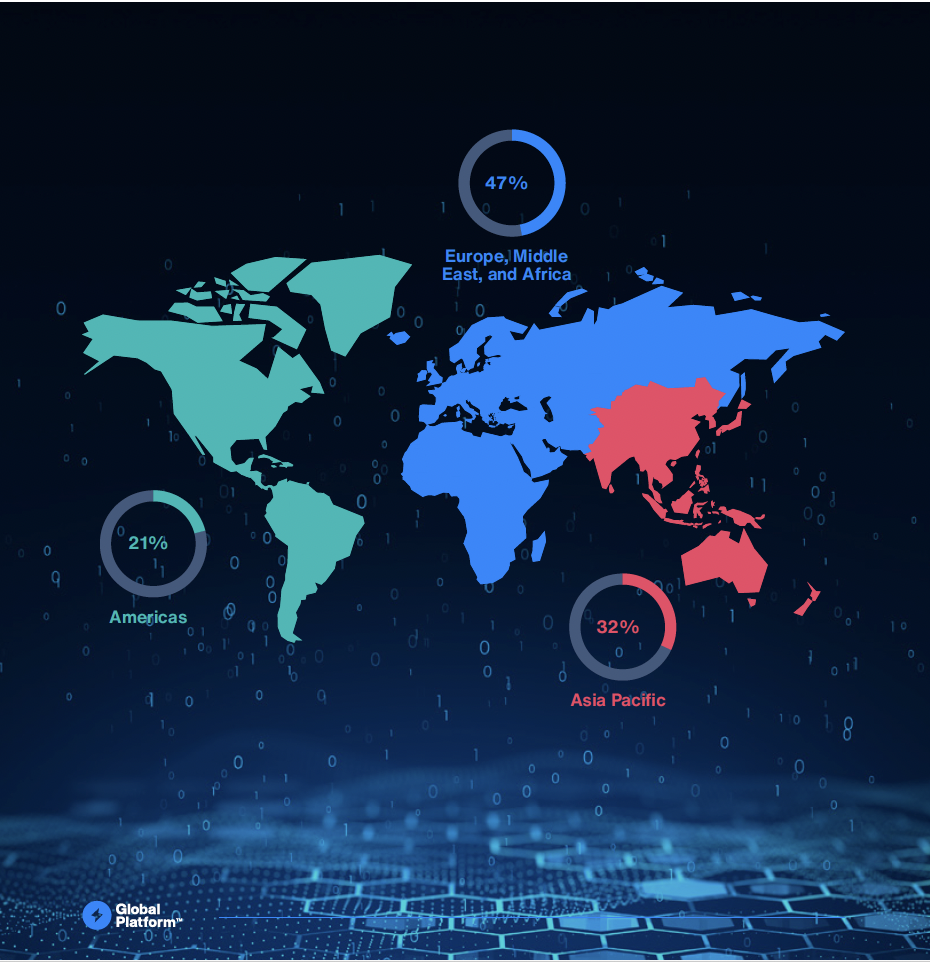 47%
Europe, Middle
East, and Africa
21%
Americas
32%
Asia Pacific
Global
Platform™